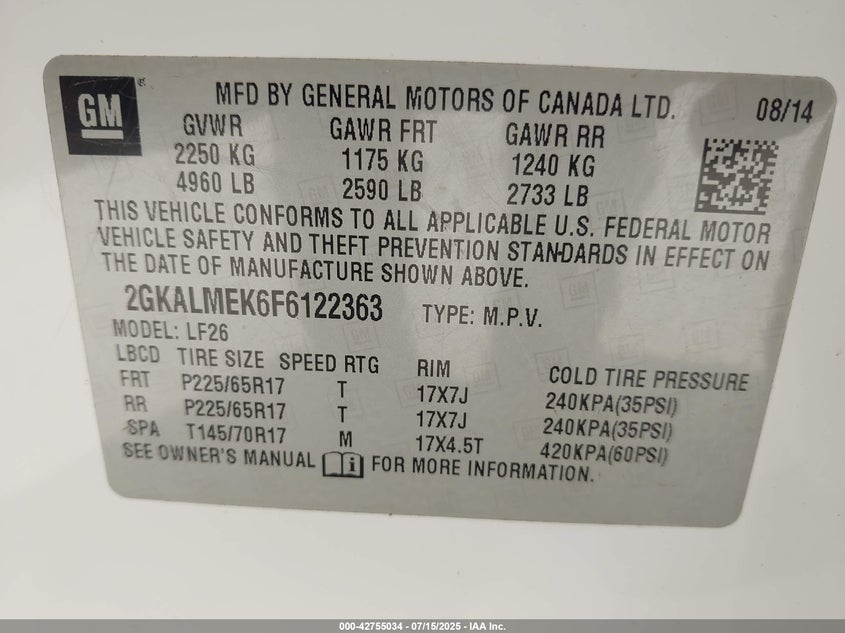 GM
MFD BY GENERAL MOTORS OF CANADA LTD. 08/14
GVWR GAWR FRT GAWR RR
2250 KG 1175 KG 1240 KG
4960 LB 2590 LB 2733 LB
THIS VEHICLE CONFORMS TO ALL APPLICABLE U.S. FEDERAL MOTOR
VEHICLE SAFETY AND THEFT PREVENTION STANDARDS IN EFFECT ON
THE DATE OF MANUFACTURE SHOWN ABOVE.
2GKALMEK6F6122363 TYPE: M.P.V.
MODEL: LF26
LBCD TIRE SIZE SPEED RTG RIM COLD TIRE PRESSURE
FRT P225/65R17 T 17X7J 240KPA(35PSI)
RR P225/65R17 T 17X7J 240KPA(35PSI)
SPA T145/70R17 M 17X4.5T 420KPA(60PSI)
SEE OWNER'S MANUAL i FOR MORE INFORMATION.
000-42755034 - 07/15/2025 - IAA Inc.